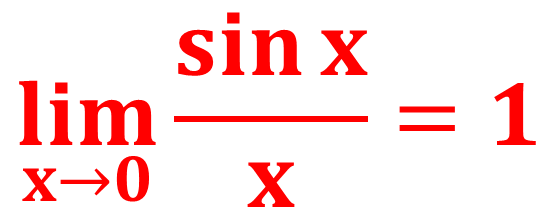 lim x→0 sin x / x = 1